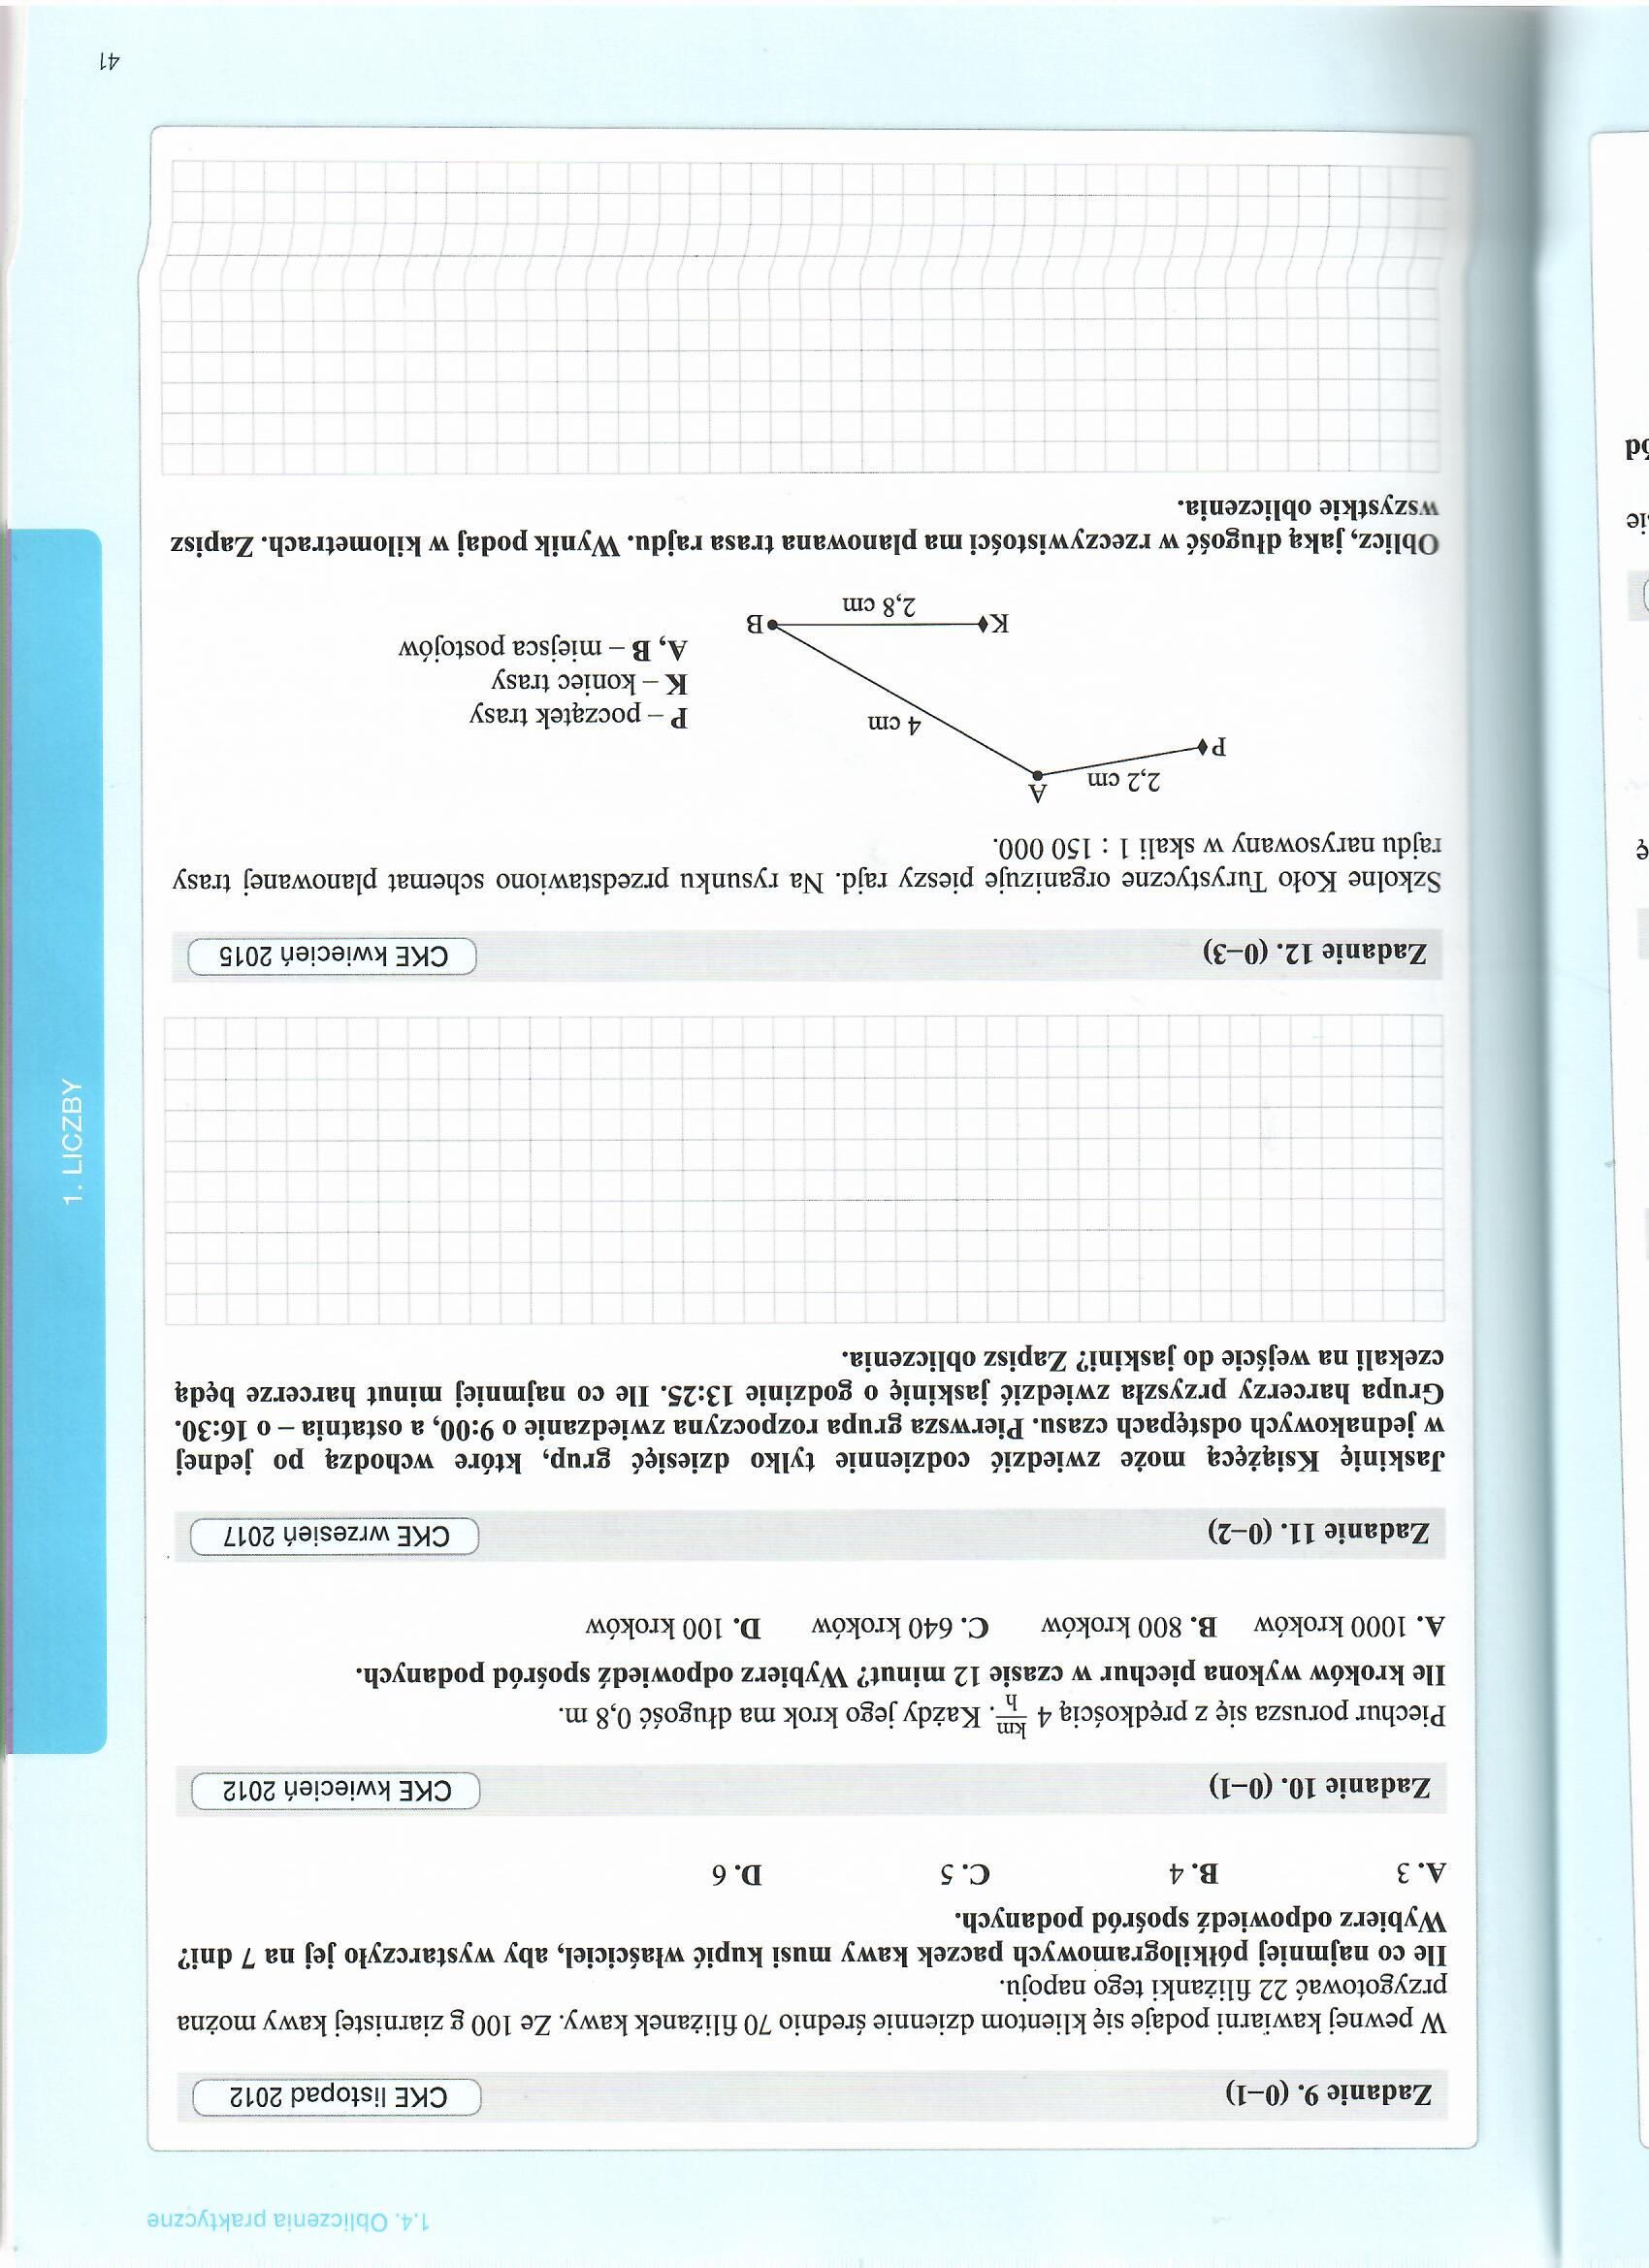 1.4. Obliczenia praktyczne
Zadanie 9. (0–1)
CKE listopad 2012
W pewnej kawiarni podaje się klientom dziennie średnio 70 filiżanek kawy. Ze 100 g ziarnistej kawy można
przygotować 22 filiżanki tego napoju.
Ile co najmniej półkilogramowych paczek kawy musi kupić właściciel, aby wystarczyło jej na 7 dni?
Wybierz odpowiedź spośród podanych.
A. 3 B. 4 C. 5 D. 6
Zadanie 10. (0–1)
CKE kwiecień 2012
Piechur porusza się z prędkością 4 km/h. Każdy jego krok ma długość 0,8 m.
Ile kroków wykona piechur w czasie 12 minut? Wybierz odpowiedź spośród podanych.
A. 1000 kroków B. 800 kroków C. 640 kroków D. 100 kroków
Zadanie 11. (0–2)
CKE wrzesień 2017
Jaskinię Książęcą może zwiedzić codziennie tylko dziesięć grup, które wchodzą po jednej
w jednakowych odstępach czasu. Pierwsza grupa rozpoczyna zwiedzanie o 9:00, a ostatnia – o 16:30.
Grupa harcerzy przyszła zwiedzić jaskinię o godzinie 13:25. Ile co najmniej minut harcerze będą
czekali na wejście do jaskini? Zapisz obliczenia.
Zadanie 12. (0–3)
CKE kwiecień 2015
Szkolne Koło Turystyczne organizuje pieszy rajd. Na rysunku przedstawiono schemat planowanej trasy
rajdu narysowany w skali 1 : 150 000.
A
2,2 cm
P
4 cm
K
B
2,8 cm
P – początek trasy
K – koniec trasy
A, B – miejsca postojów
Oblicz, jaką długość w rzeczywistości ma planowana trasa rajdu. Wynik podaj w kilometrach. Zapisz
wszystkie obliczenia.
1. LICZBY
41